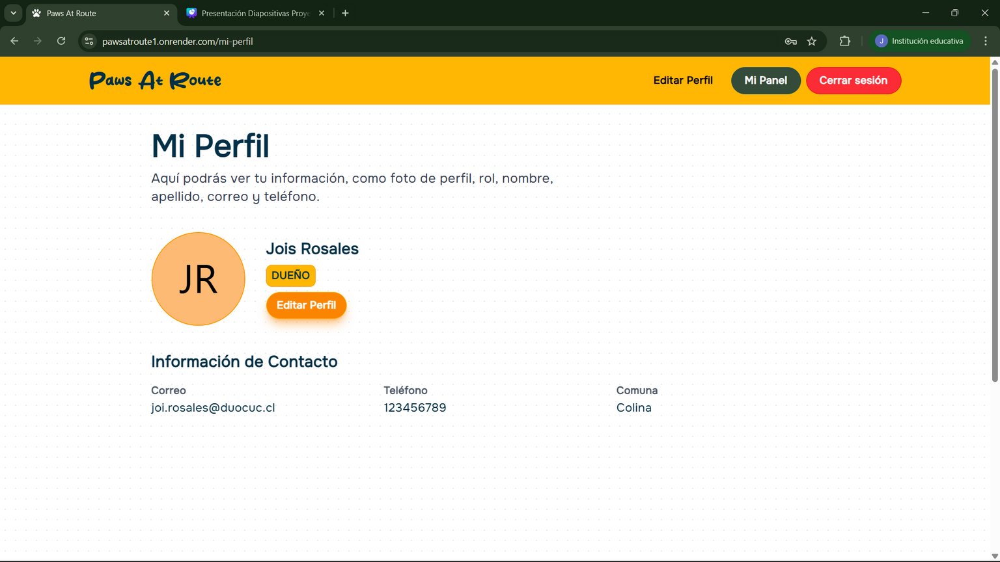 Paws At Route
Presentación Diapositivas Proye
pawsatroute1.onrender.com/mi-perfil
J
Institución educativa
Paws At Route
Editar Perfil
Mi Panel
Cerrar sesión
Mi Perfil
Aquí podrás ver tu información, como foto de perfil, rol, nombre,
apellido, correo y teléfono.
JR
Jois Rosales
DUEÑO
Editar Perfil
Información de Contacto
Correo
Teléfono
Comuna
joi.rosales@duocuc.cl
123456789
Colina